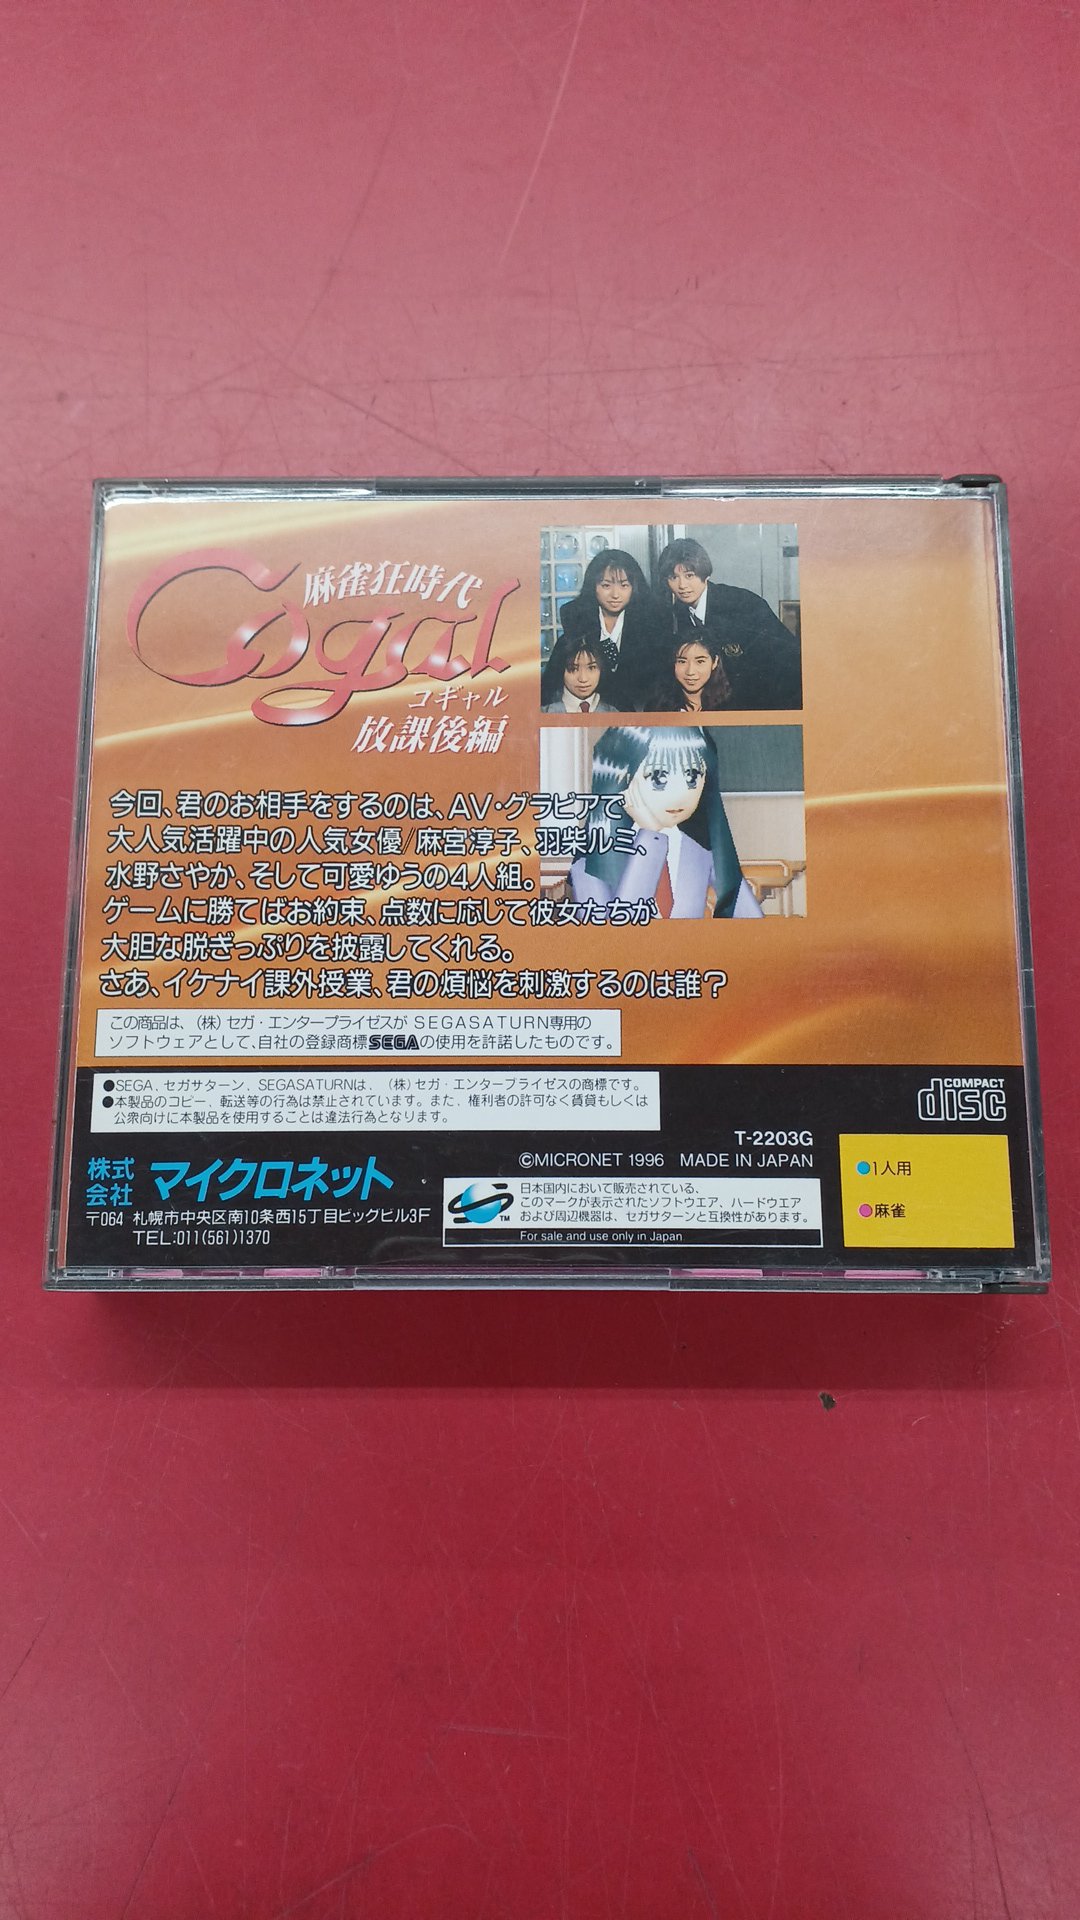 麻雀狂時代
Cogal
コギャル
放課後編
今回、君のお相手をするのは、AV・グラビアで
大人気活躍中の人気女優/麻宮淳子、羽柴ルミ、
水野さやか、そして可愛ゆうの4人組。
ゲームに勝てばお約束、点数に応じて彼女たちが
大胆な脱ぎっぷりを披露してくれる。
さあ、イケナイ課外授業、君の煩悩を刺激するのは誰?
この商品は、(株)セガ・エンタープライゼスが SEGASATURN専用の
ソフトウェアとして、自社の登録商標SEGAの使用を許諾したものです。
●SEGA、セガサターン、SEGASATURNは、(株)セガ・エンタープライゼスの商標です。
●本製品のコピー、転送等の行為は禁止されています。また、権利者の許可なく賃貸もしくは
公衆向けに本製品を使用することは違法行為となります。
COMPACT
disc
T-2203G
©MICRONET 1996 MADE IN JAPAN
株式会社 マイクロネット
〒064 札幌市中央区南10条西15丁目ビッグビル3F
TEL:011(561)1370
TM
日本国内において販売されている、
このマークが表示されたソフトウエア、ハードウエア
および周辺機器は、セガサターンと互換性があります。
For sale and use only in Japan
●1人用
●麻雀